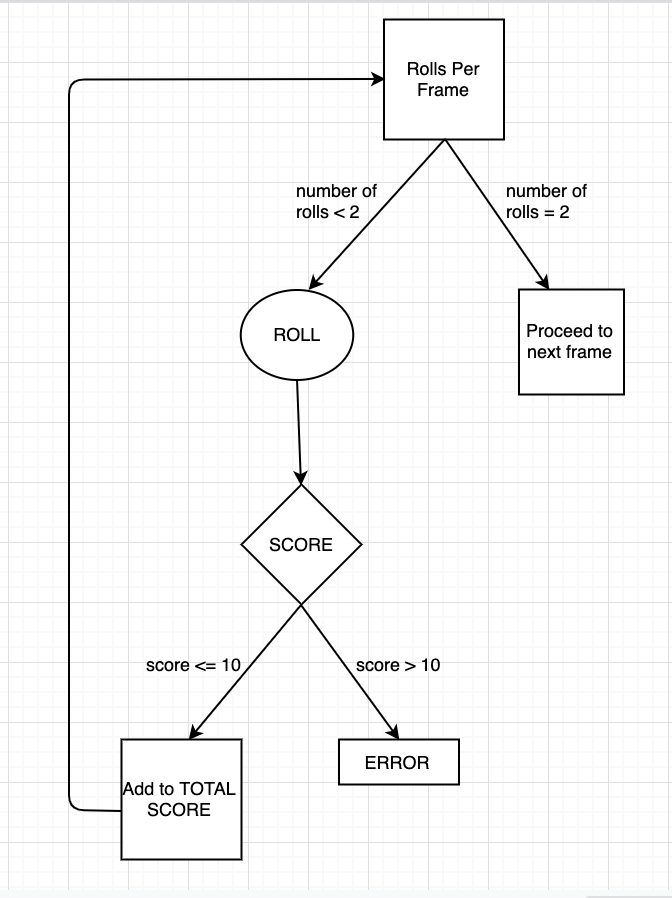 Rolls Per
Frame
number of
rolls < 2
number of
rolls = 2
ROLL
Proceed to
next frame
SCORE
score <= 10
score > 10
Add to TOTAL
SCORE
ERROR